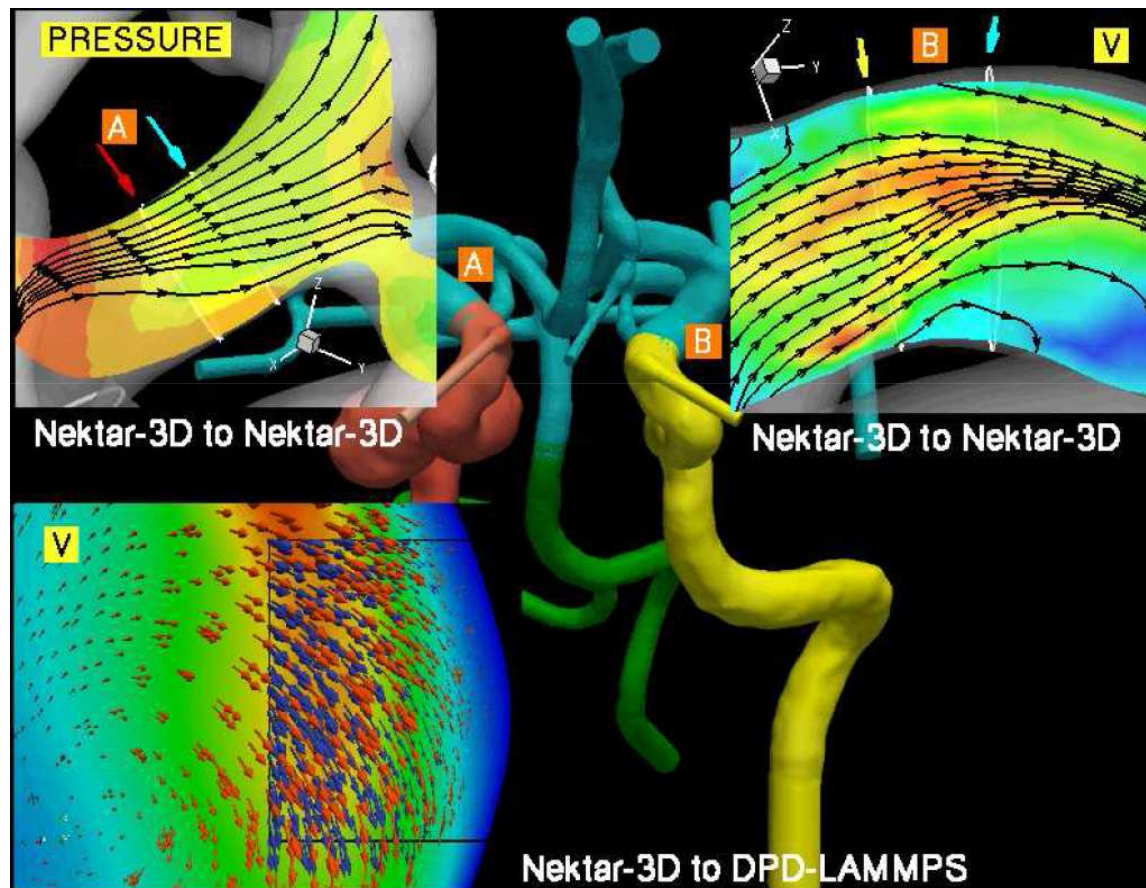 PRESSURE
A
Z
X
Y
Nektar-3D to Nektar-3D
A
B
B
V
Z
Y
X
Nektar-3D to Nektar-3D
V
Nektar-3D to DPD-LAMMPS